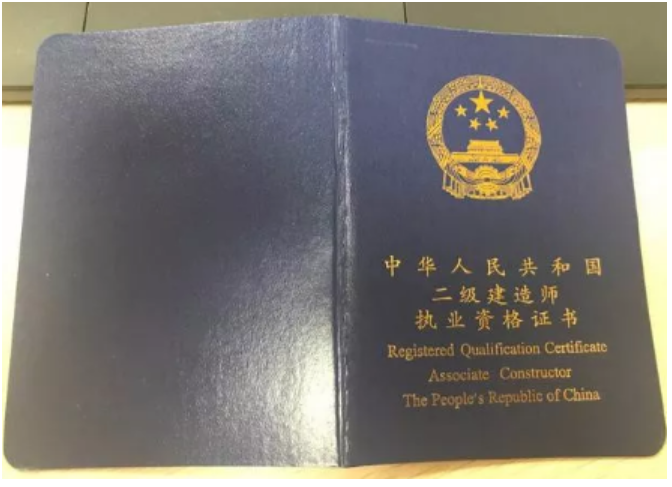 中华人民共和国
二级建造师
执业资格证书
Registered Qualification Certificate
Associate Constructor
The People's Republic of China